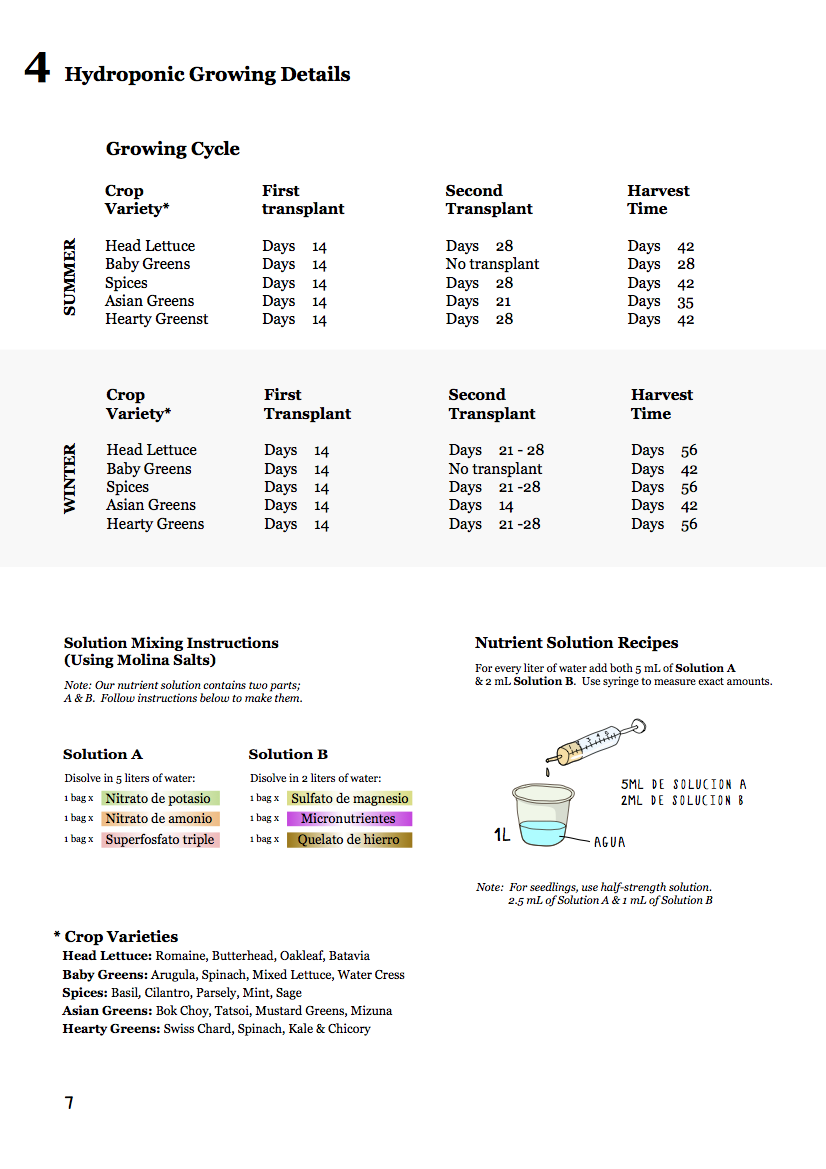 4 Hydroponic Growing Details
Growing Cycle
Crop Variety* First transplant Second Transplant Harvest Time
SUMMER
Head Lettuce Days 14 Days 28 Days 42
Baby Greens Days 14 No transplant Days 28
Spices Days 14 Days 28 Days 42
Asian Greens Days 14 Days 21 Days 35
Hearty Greenst Days 14 Days 28 Days 42
Crop Variety* First Transplant Second Transplant Harvest Time
WINTER
Head Lettuce Days 14 Days 21 - 28 Days 56
Baby Greens Days 14 No transplant Days 42
Spices Days 14 Days 21 -28 Days 56
Asian Greens Days 14 Days 14 Days 42
Hearty Greens Days 14 Days 21 -28 Days 56
Solution Mixing Instructions
(Using Molina Salts)
Note: Our nutrient solution contains two parts;
A & B. Follow instructions below to make them.
Solution A
Disolve in 5 liters of water:
1 bag x Nitrato de potasio
1 bag x Nitrato de amonio
1 bag x Superfosfato triple
Solution B
Disolve in 2 liters of water:
1 bag x Sulfato de magnesio
1 bag x Micronutrientes
1 bag x Quelato de hierro
Nutrient Solution Recipes
For every liter of water add both 5 mL of Solution A
& 2 mL Solution B. Use syringe to measure exact amounts.
5ML DE SOLUCION A
2ML DE SOLUCION B
1L
AGUA
Note: For seedlings, use half-strength solution.
2.5 mL of Solution A & 1 mL of Solution B
* Crop Varieties
Head Lettuce: Romaine, Butterhead, Oakleaf, Batavia
Baby Greens: Arugula, Spinach, Mixed Lettuce, Water Cress
Spices: Basil, Cilantro, Parsely, Mint, Sage
Asian Greens: Bok Choy, Tatsoi, Mustard Greens, Mizuna
Hearty Greens: Swiss Chard, Spinach, Kale & Chicory
7